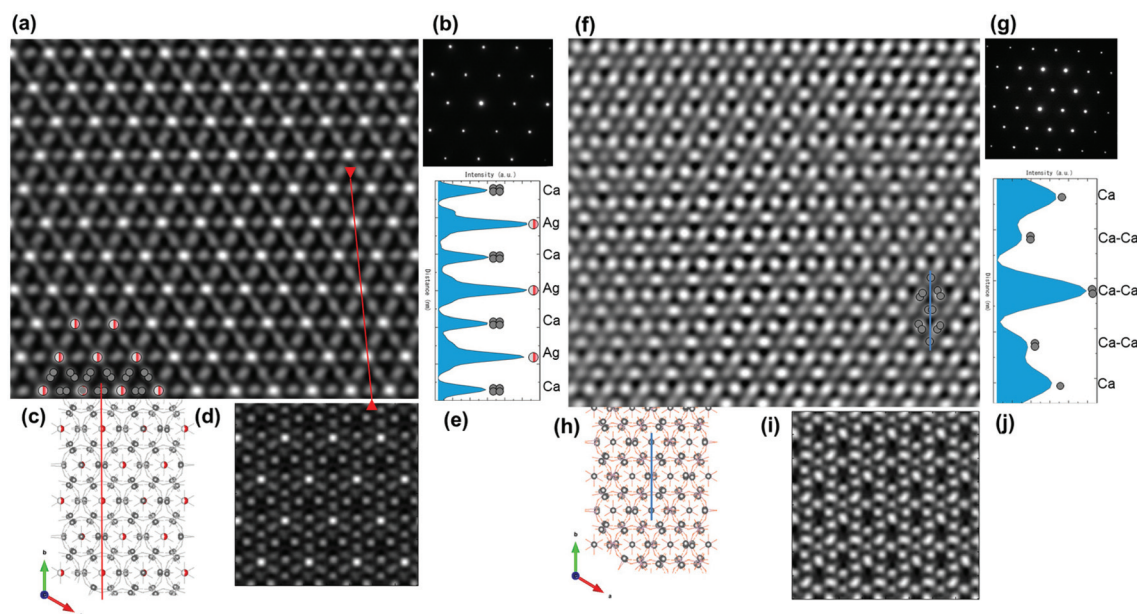 (a)
(b)
(f)
(g)
Intensity (a.u.)
Ca
Ag
Ca
Ag
Ca
Ag
Ca
Distance (nm)
Intensity (a.u.)
Ca
Ca-Ca
Ca-Ca
Ca-Ca
Ca
Distance (nm)
(c)
(d)
(e)
(h)
(i)
(j)
b
b
a